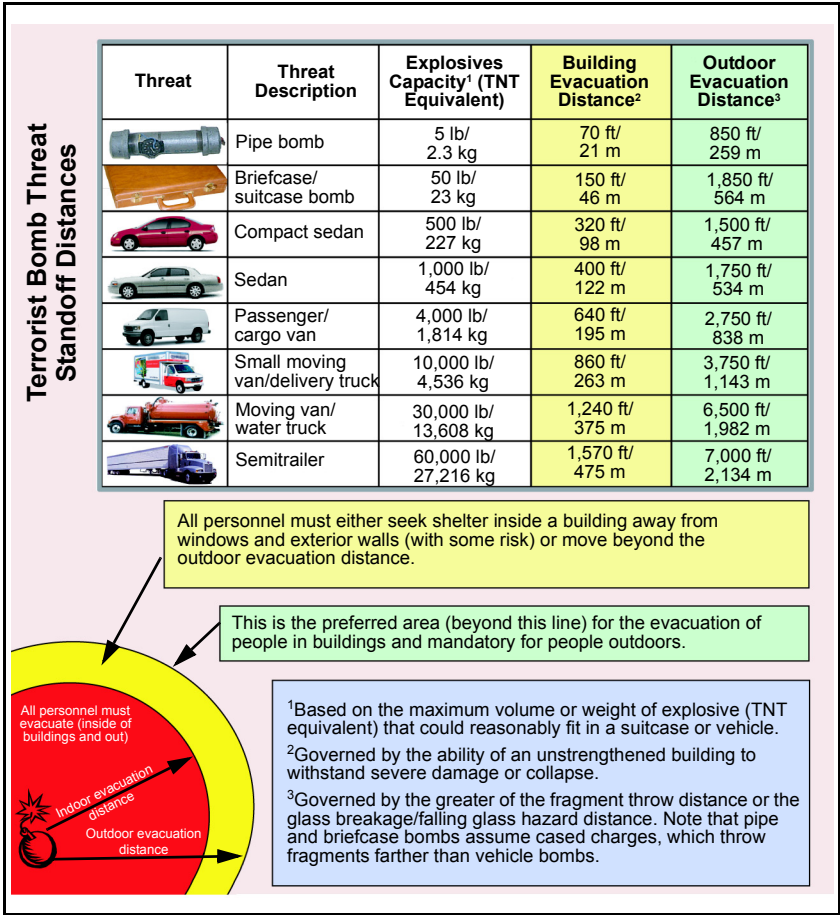 Terrorist Bomb Threat
Standoff Distances
Threat
Threat
Description
Explosives
Capacity¹ (TNT
Equivalent)
Building
Evacuation
Distance²
Outdoor
Evacuation
Distance³
Pipe bomb
5 lb/
2.3 kg
70 ft/
21 m
850 ft/
259 m
Briefcase/
suitcase bomb
50 lb/
23 kg
150 ft/
46 m
1,850 ft/
564 m
Compact sedan
500 lb/
227 kg
320 ft/
98 m
1,500 ft/
457 m
Sedan
1,000 lb/
454 kg
400 ft/
122 m
1,750 ft/
534 m
Passenger/
cargo van
4,000 lb/
1,814 kg
640 ft/
195 m
2,750 ft/
838 m
Small moving
van/delivery truck
10,000 lb/
4,536 kg
860 ft/
263 m
3,750 ft/
1,143 m
Moving van/
water truck
30,000 lb/
13,608 kg
1,240 ft/
375 m
6,500 ft/
1,982 m
Semitrailer
60,000 lb/
27,216 kg
1,570 ft/
475 m
7,000 ft/
2,134 m
All personnel must either seek shelter inside a building away from
windows and exterior walls (with some risk) or move beyond the
outdoor evacuation distance.
This is the preferred area (beyond this line) for the evacuation of
people in buildings and mandatory for people outdoors.
All personnel must
evacuate (inside of
buildings and out)
Indoor evacuation
distance
Outdoor evacuation
distance
¹Based on the maximum volume or weight of explosive (TNT
equivalent) that could reasonably fit in a suitcase or vehicle.
²Governed by the ability of an unstrengthened building to
withstand severe damage or collapse.
³Governed by the greater of the fragment throw distance or the
glass breakage/falling glass hazard distance. Note that pipe
and briefcase bombs assume cased charges, which throw
fragments farther than vehicle bombs.